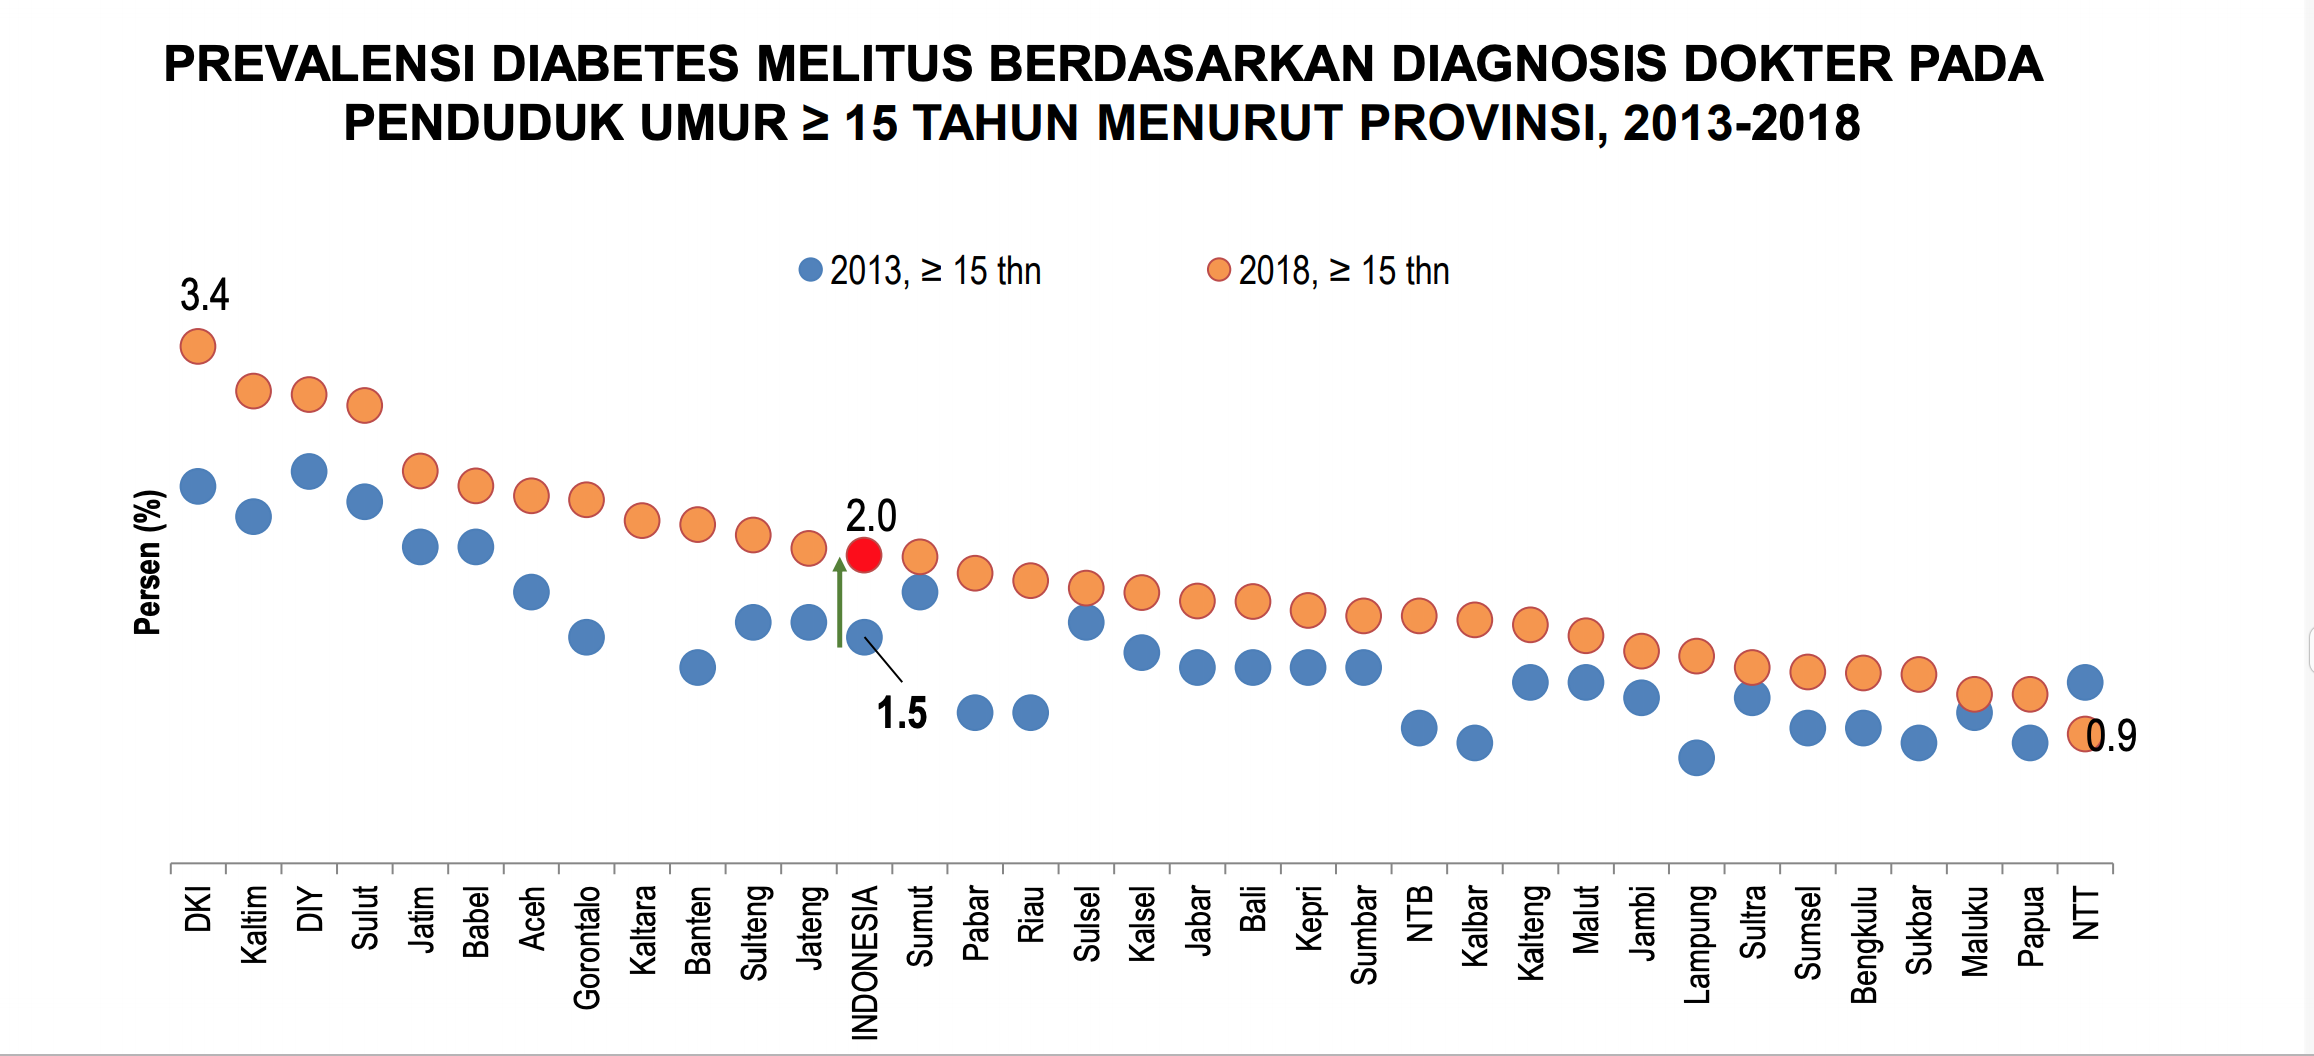 PREVALENSI DIABETES MELITUS BERDASARKAN DIAGNOSIS DOKTER PADA
PENDUDUK UMUR ≥ 15 TAHUN MENURUT PROVINSI, 2013-2018
2013, ≥ 15 thn
2018, ≥ 15 thn
3.4
2.0
1.5
0.9
Persen (%)
DKI
Kaltim
DIY
Sulut
Jatim
Babel
Aceh
Gorontalo
Kaltara
Banten
Sulteng
Jateng
INDONESIA
Sumut
Pabar
Riau
Sulsel
Kalsel
Jabar
Bali
Kepri
Sumbar
NTB
Kalbar
Kalteng
Malut
Jambi
Lampung
Sultra
Sumsel
Bengkulu
Sukbar
Maluku
Papua
NTT